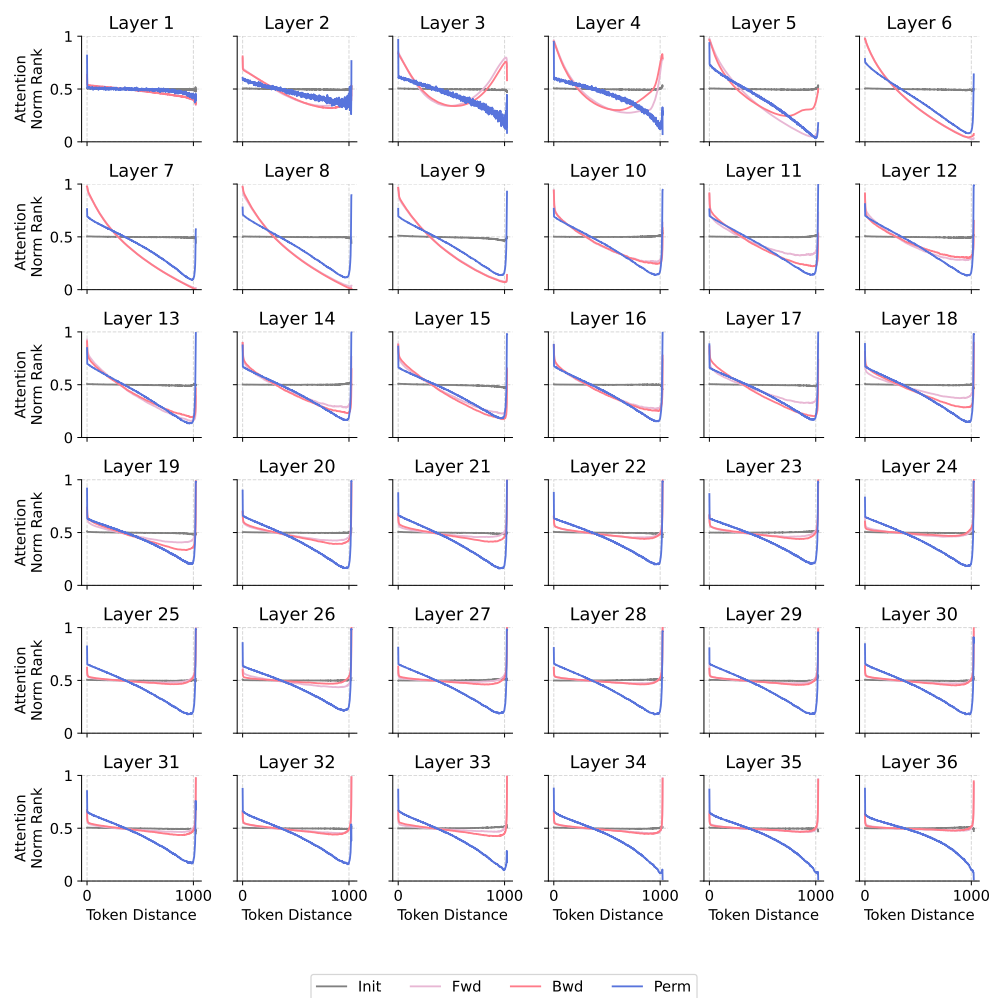 Layer 1 Layer 2 Layer 3 Layer 4 Layer 5 Layer 6
Attention
Norm Rank
1
0.5
0
Layer 7 Layer 8 Layer 9 Layer 10 Layer 11 Layer 12
Attention
Norm Rank
1
0.5
0
Layer 13 Layer 14 Layer 15 Layer 16 Layer 17 Layer 18
Attention
Norm Rank
1
0.5
0
Layer 19 Layer 20 Layer 21 Layer 22 Layer 23 Layer 24
Attention
Norm Rank
1
0.5
0
Layer 25 Layer 26 Layer 27 Layer 28 Layer 29 Layer 30
Attention
Norm Rank
1
0.5
0
Layer 31 Layer 32 Layer 33 Layer 34 Layer 35 Layer 36
Attention
Norm Rank
1
0.5
0
0 1000 0 1000 0 1000 0 1000 0 1000 0 1000
Token Distance Token Distance Token Distance Token Distance Token Distance Token Distance
Init Fwd Bwd Perm